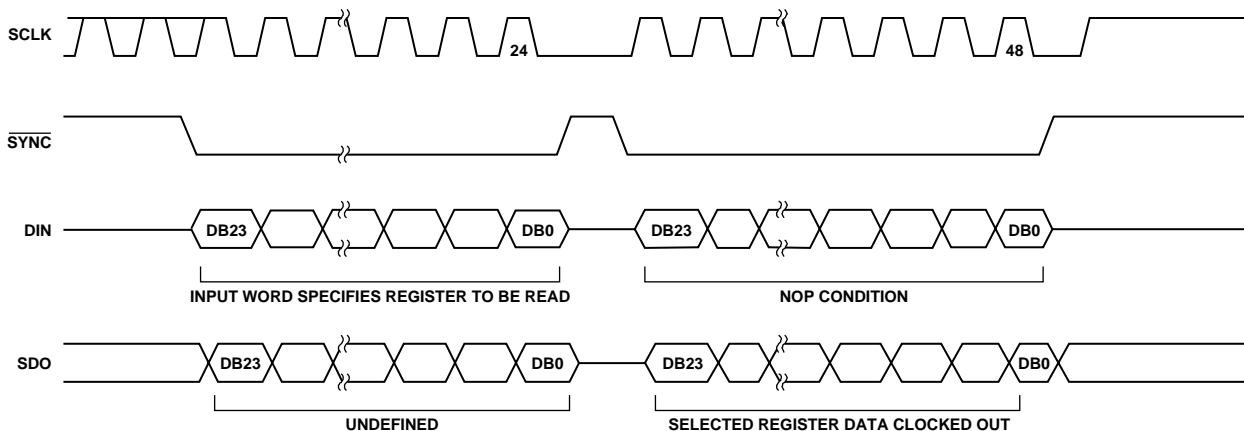 SCLK
24
48
SYNC
DIN
DB23
DB0
DB23
DB0
INPUT WORD SPECIFIES REGISTER TO BE READ
NOP CONDITION
SDO
DB23
DB0
DB23
DB0
UNDEFINED
SELECTED REGISTER DATA CLOCKED OUT